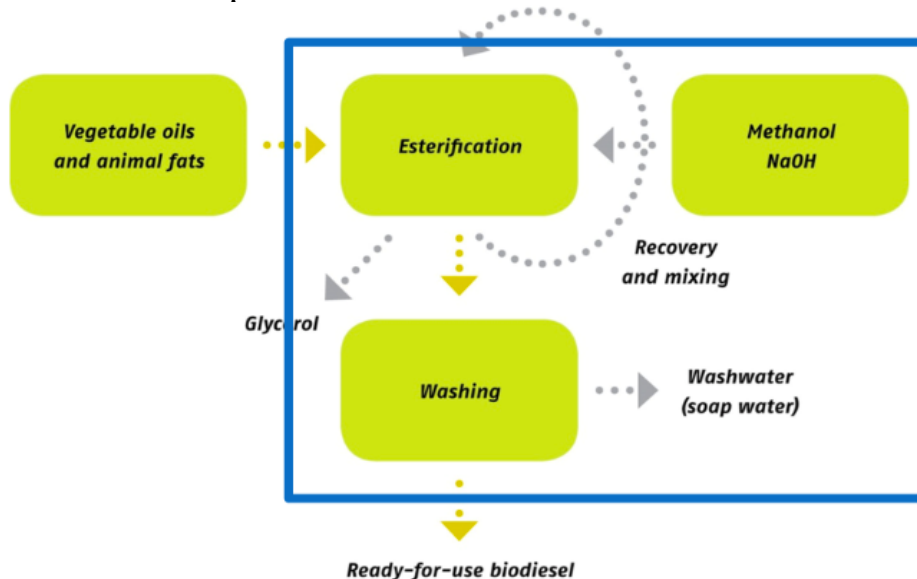 Vegetable oils
and animal fats
Esterification
Methanol
NaOH
Recovery
and mixing
Glycerol
Washing
Washwater
(soap water)
Ready-for-use biodiesel